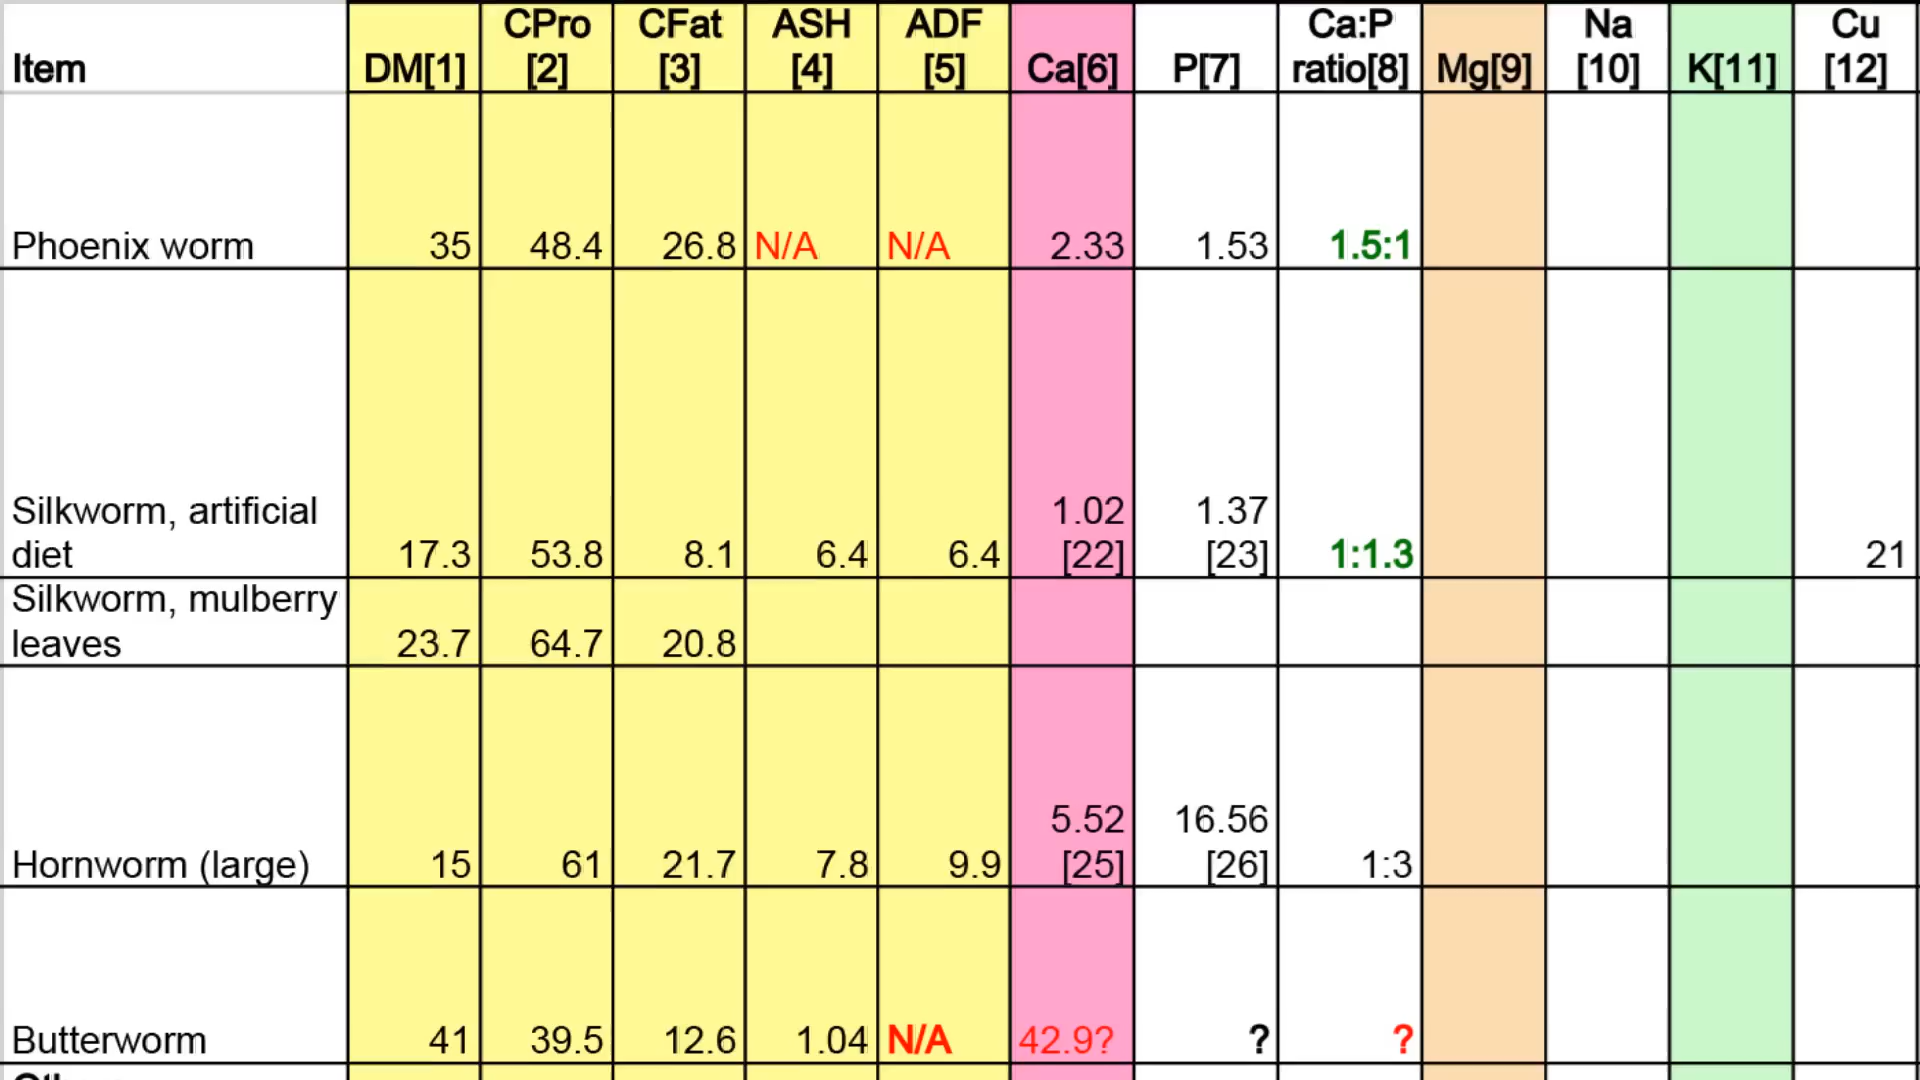 Item DM[1] CPro [2] CFat [3] ASH [4] ADF [5] Ca[6] P[7] Ca:P ratio[8] Mg[9] Na [10] K[11] Cu [12]
Phoenix worm 35 48.4 26.8 N/A N/A 2.33 1.53 1.5:1
Silkworm, artificial diet 17.3 53.8 8.1 6.4 6.4 1.02 [22] 1.37 [23] 1:1.3 21
Silkworm, mulberry leaves 23.7 64.7 20.8
Hornworm (large) 15 61 21.7 7.8 9.9 5.52 [25] 16.56 [26] 1:3
Butterworm 41 39.5 12.6 1.04 N/A 42.9? ? ?